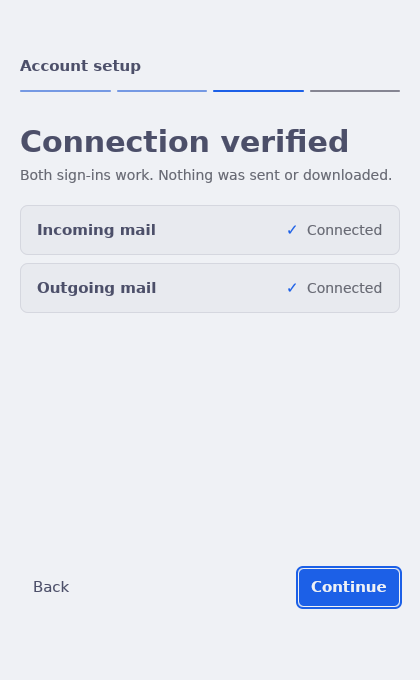 Account setup
Connection verified
Both sign-ins work. Nothing was sent or downloaded.
Incoming mail ✓ Connected
Outgoing mail ✓ Connected
Back Continue